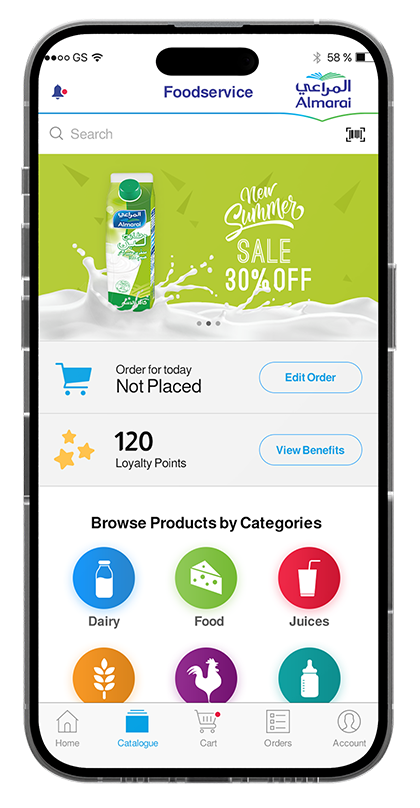 GS 58 %
Foodservice
المراعي
Almarai
Search
المراعي
Almarai
New
Summer
SALE
30% OFF
Order for today
Not Placed
Edit Order
120
Loyalty Points
View Benefits
Browse Products by Categories
Dairy Food Juices
Home Catalogue Cart Orders Account